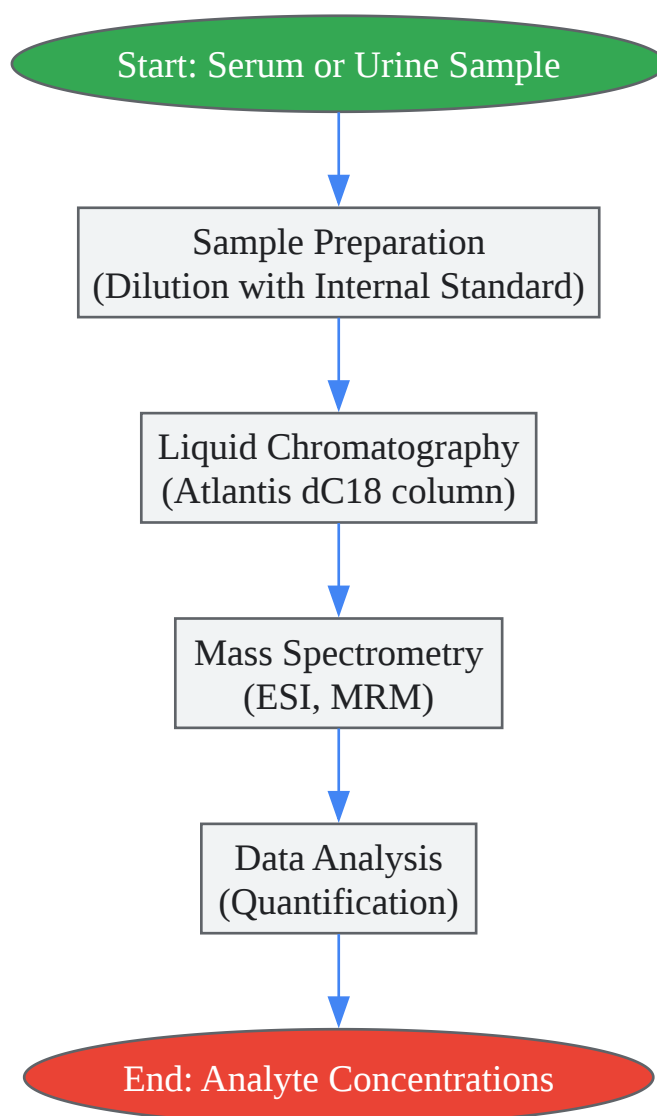 Start: Serum or Urine Sample
Sample Preparation
(Dilution with Internal Standard)
Liquid Chromatography
(Atlantis dC18 column)
Mass Spectrometry
(ESI, MRM)
Data Analysis
(Quantification)
End: Analyte Concentrations